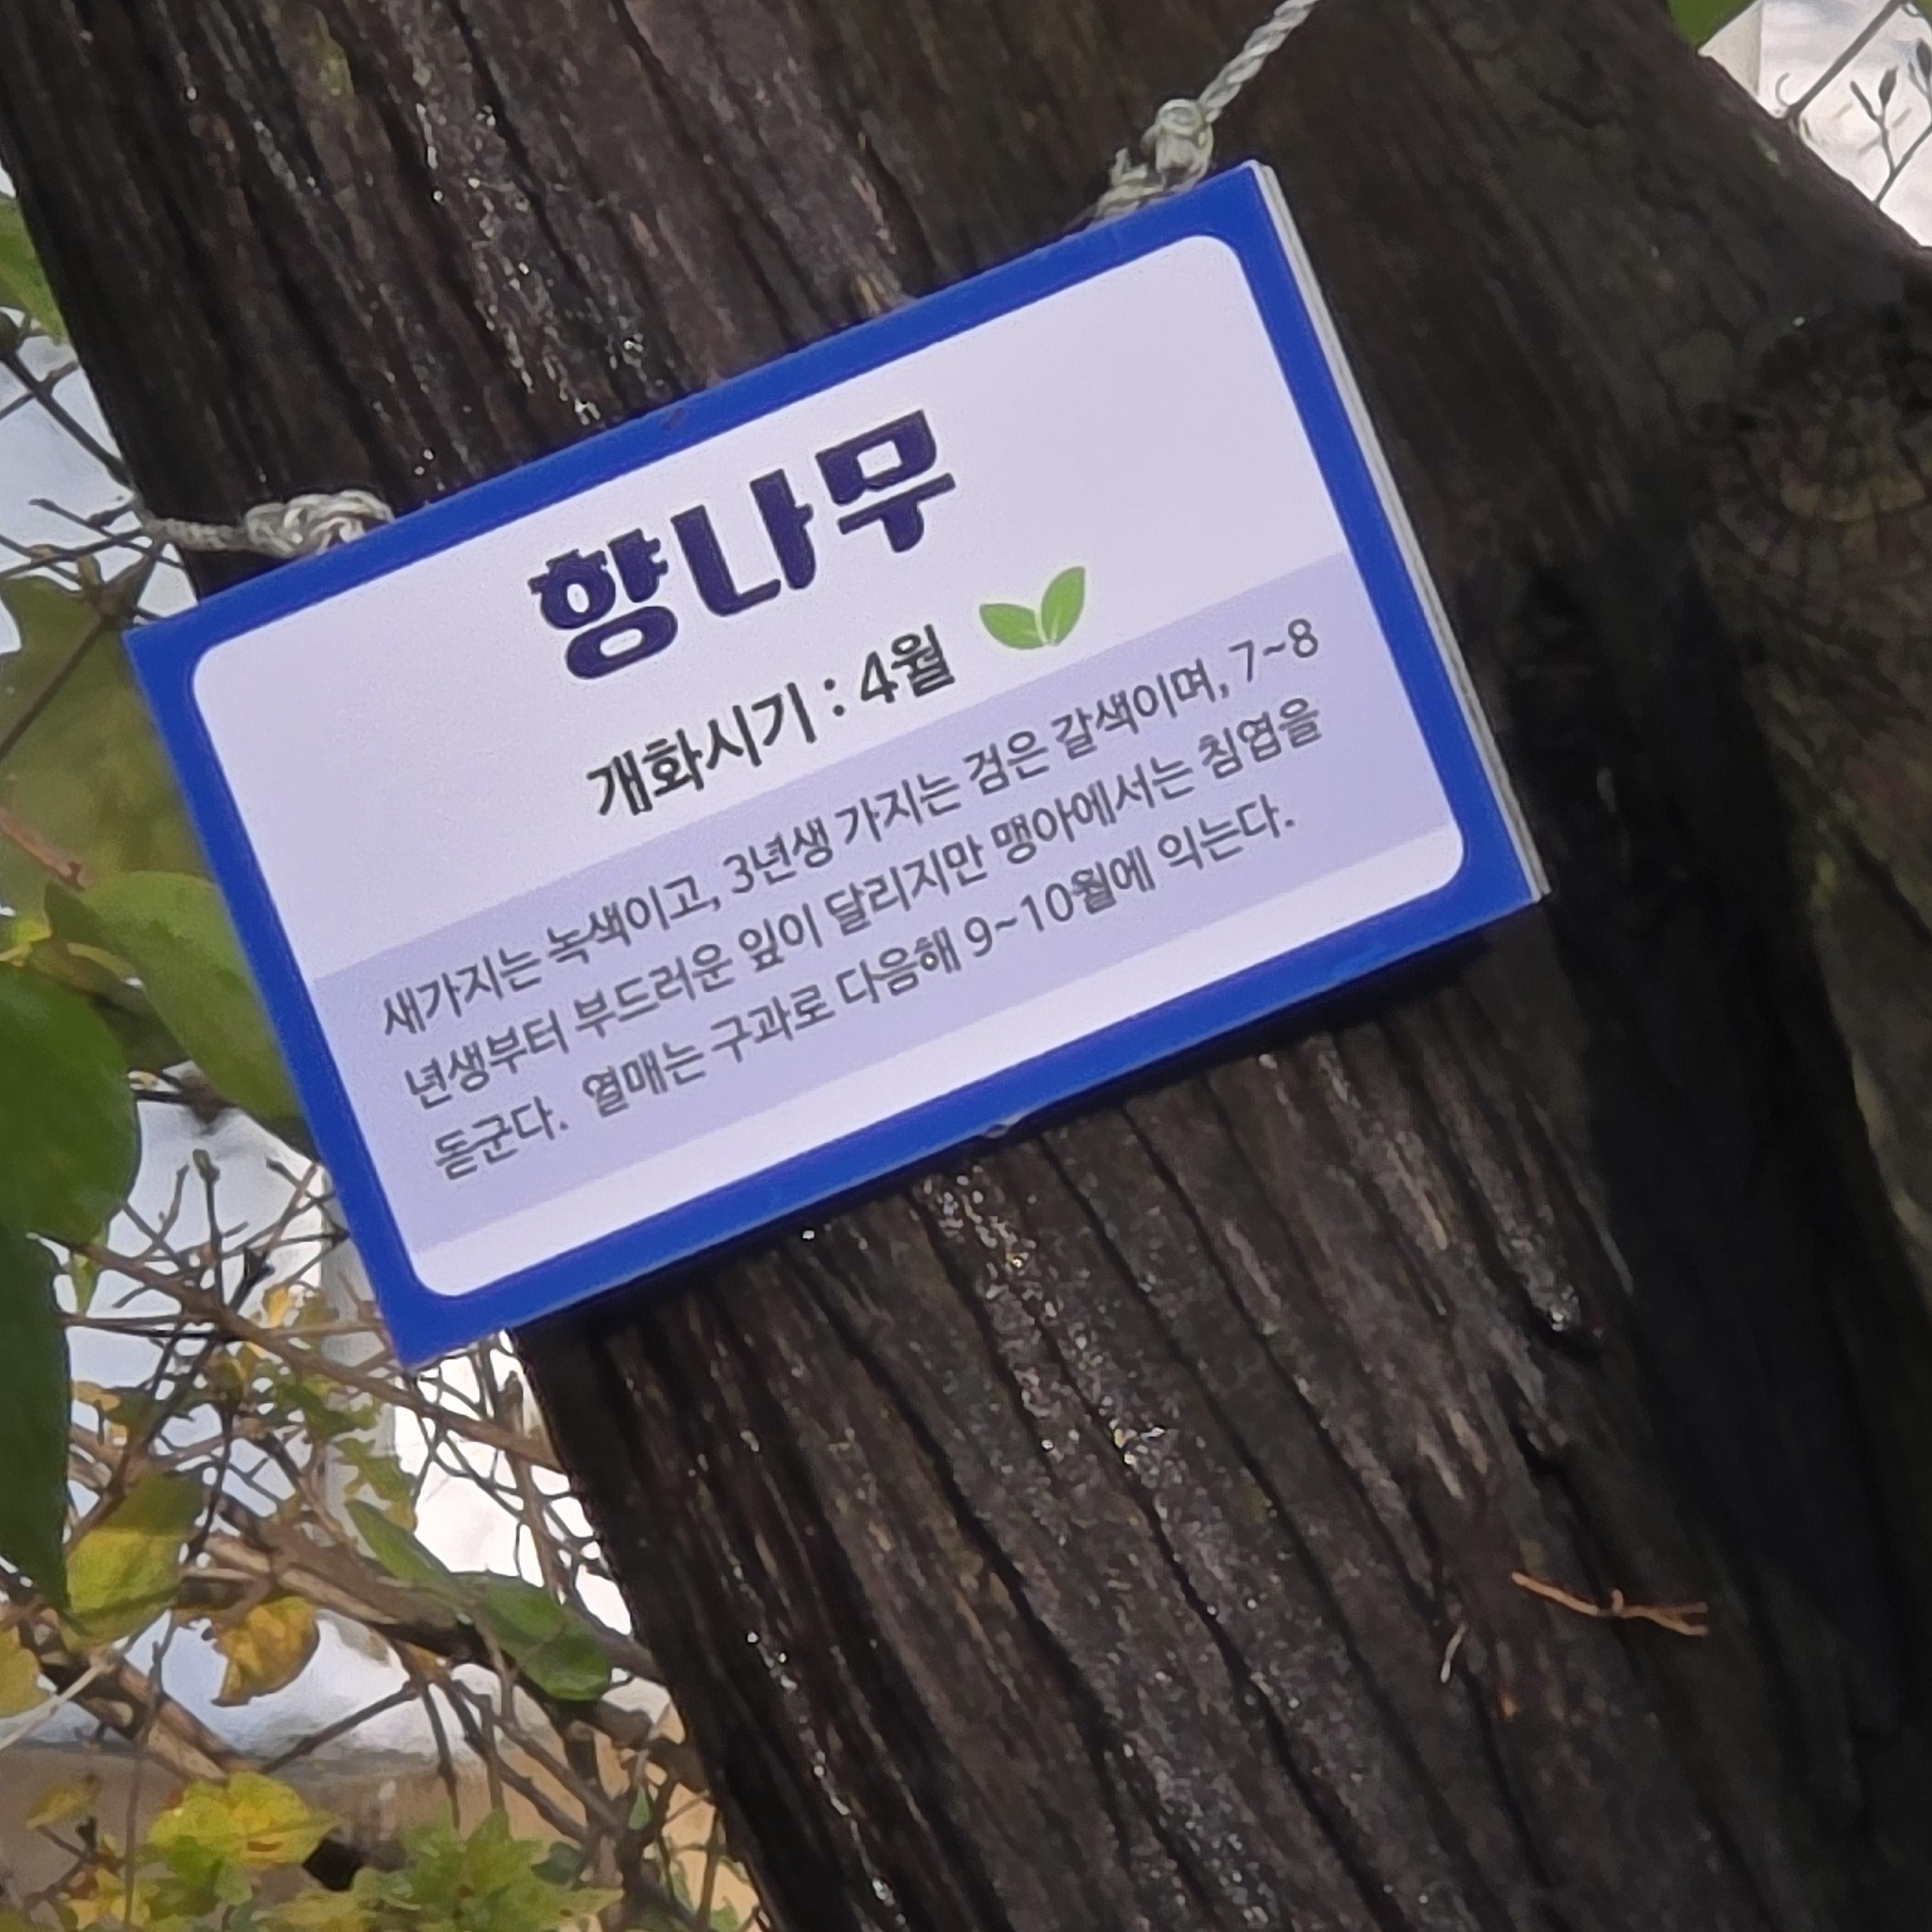 향나무
개화시기 : 4월
새가지는 녹색이고, 3년생 가지는 검은 갈색이며, 7~8
년생부터 부드러운 잎이 달리지만 맹아에서는 침엽을
돋군다. 열매는 구과로 다음해 9~10월에 익는다.